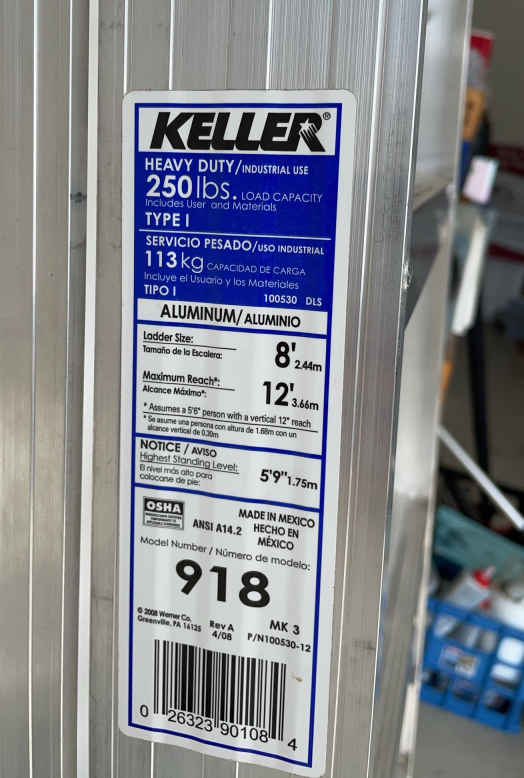 KELLER®
HEAVY DUTY/INDUSTRIAL USE
250 lbs. LOAD CAPACITY
Includes User and Materials
TYPE I
SERVICIO PESADO/USO INDUSTRIAL
113 kg CAPACIDAD DE CARGA
Incluye el Usuario y los Materiales
TIPO I 100530 DLS
ALUMINUM/ALUMINIO
Ladder Size: 8' 2.44m
Tamaño de la Escalera:
Maximum Reach*: 12' 3.66m
Alcance Máximo*:
* Assumes a 5'6" person with a vertical 12" reach
* Se asume una persona con altura de 1.68m con un
alcance vertical de 0.30m
NOTICE / AVISO
Highest Standing Level: 5'9" 1.75m
El nivel más alto para
colocarse de pie:
OSHA
ANSI A14.2
MADE IN MEXICO
HECHO EN
MÉXICO
Model Number / Número de modelo:
918
© 2008 Werner Co.
Greenville, PA 16125
Rev A
4/08
MK 3
P/N100530-12
0 26323 90108 4